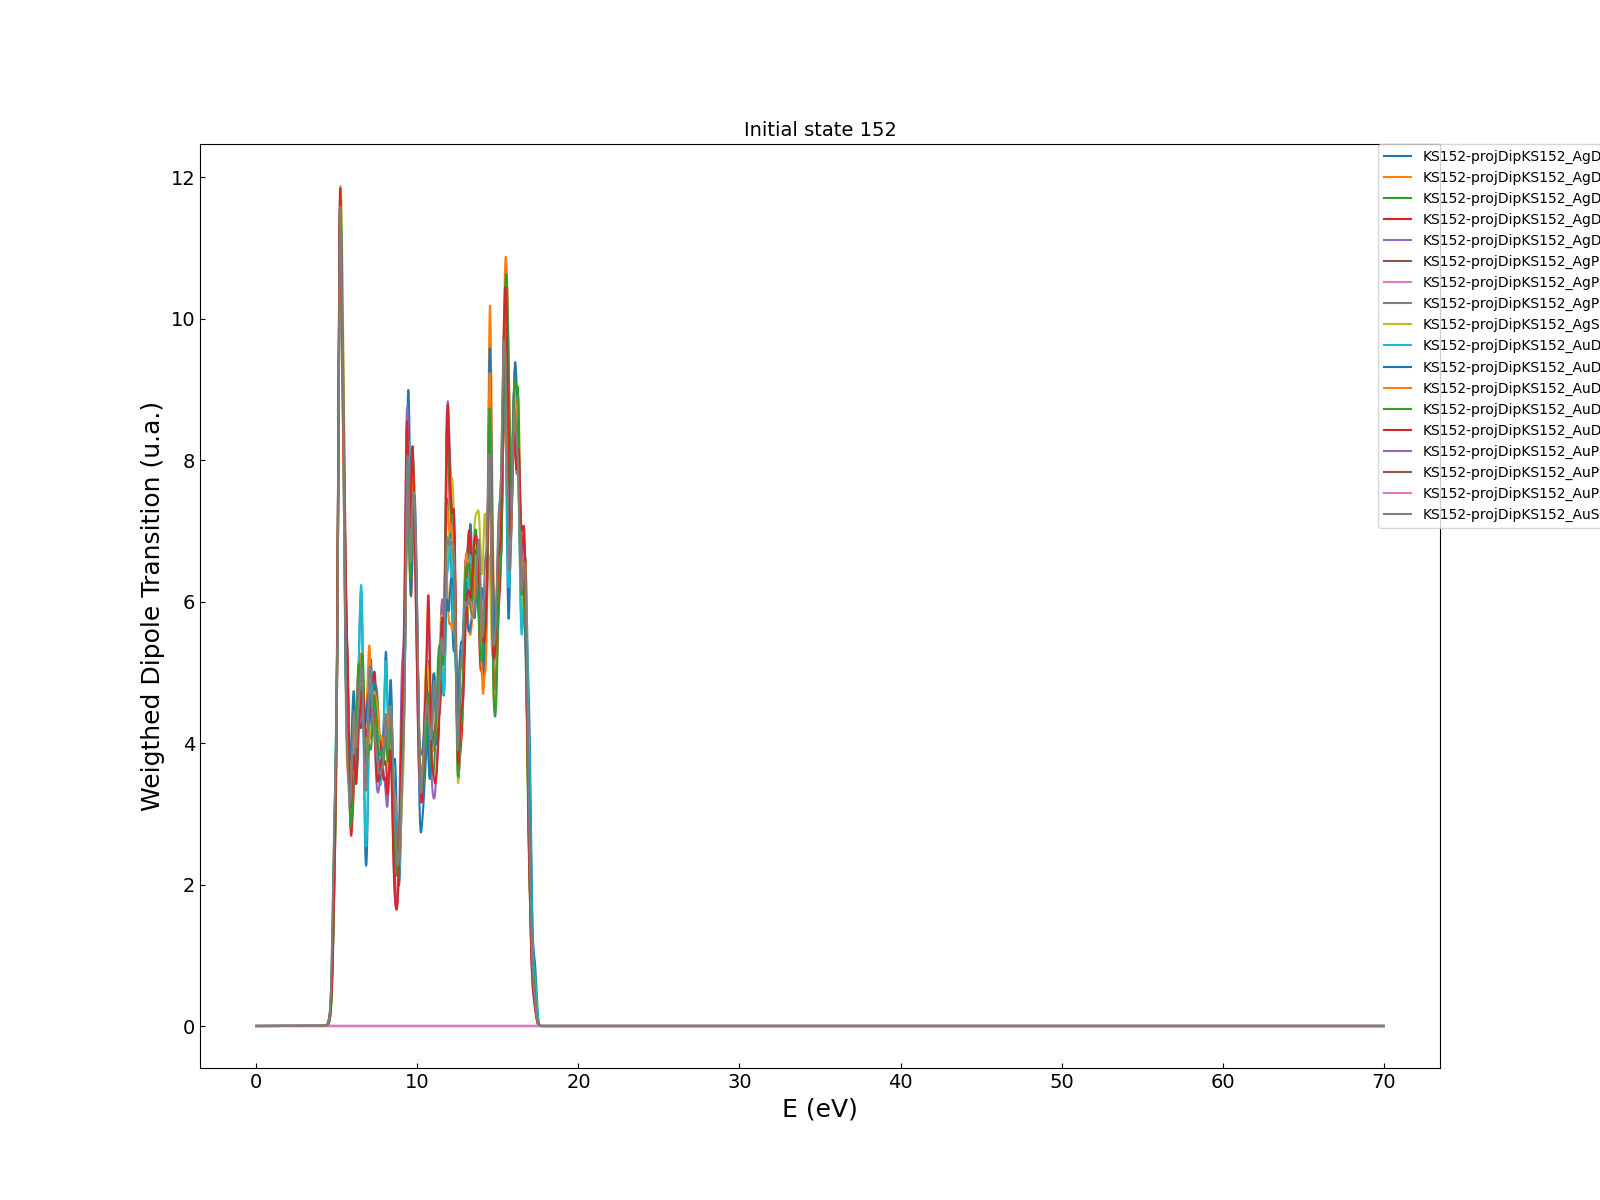 Initial state 152
12
10
8
6
4
2
0
Weigthed Dipole Transition (u.a.)
0 10 20 30 40 50 60 70
E (eV)
KS152-projDipKS152_AgD
KS152-projDipKS152_AgD
KS152-projDipKS152_AgD
KS152-projDipKS152_AgD
KS152-projDipKS152_AgD
KS152-projDipKS152_AgP
KS152-projDipKS152_AgP
KS152-projDipKS152_AgP
KS152-projDipKS152_AgS
KS152-projDipKS152_AuD
KS152-projDipKS152_AuD
KS152-projDipKS152_AuD
KS152-projDipKS152_AuD
KS152-projDipKS152_AuD
KS152-projDipKS152_AuP
KS152-projDipKS152_AuP
KS152-projDipKS152_AuP
KS152-projDipKS152_AuS